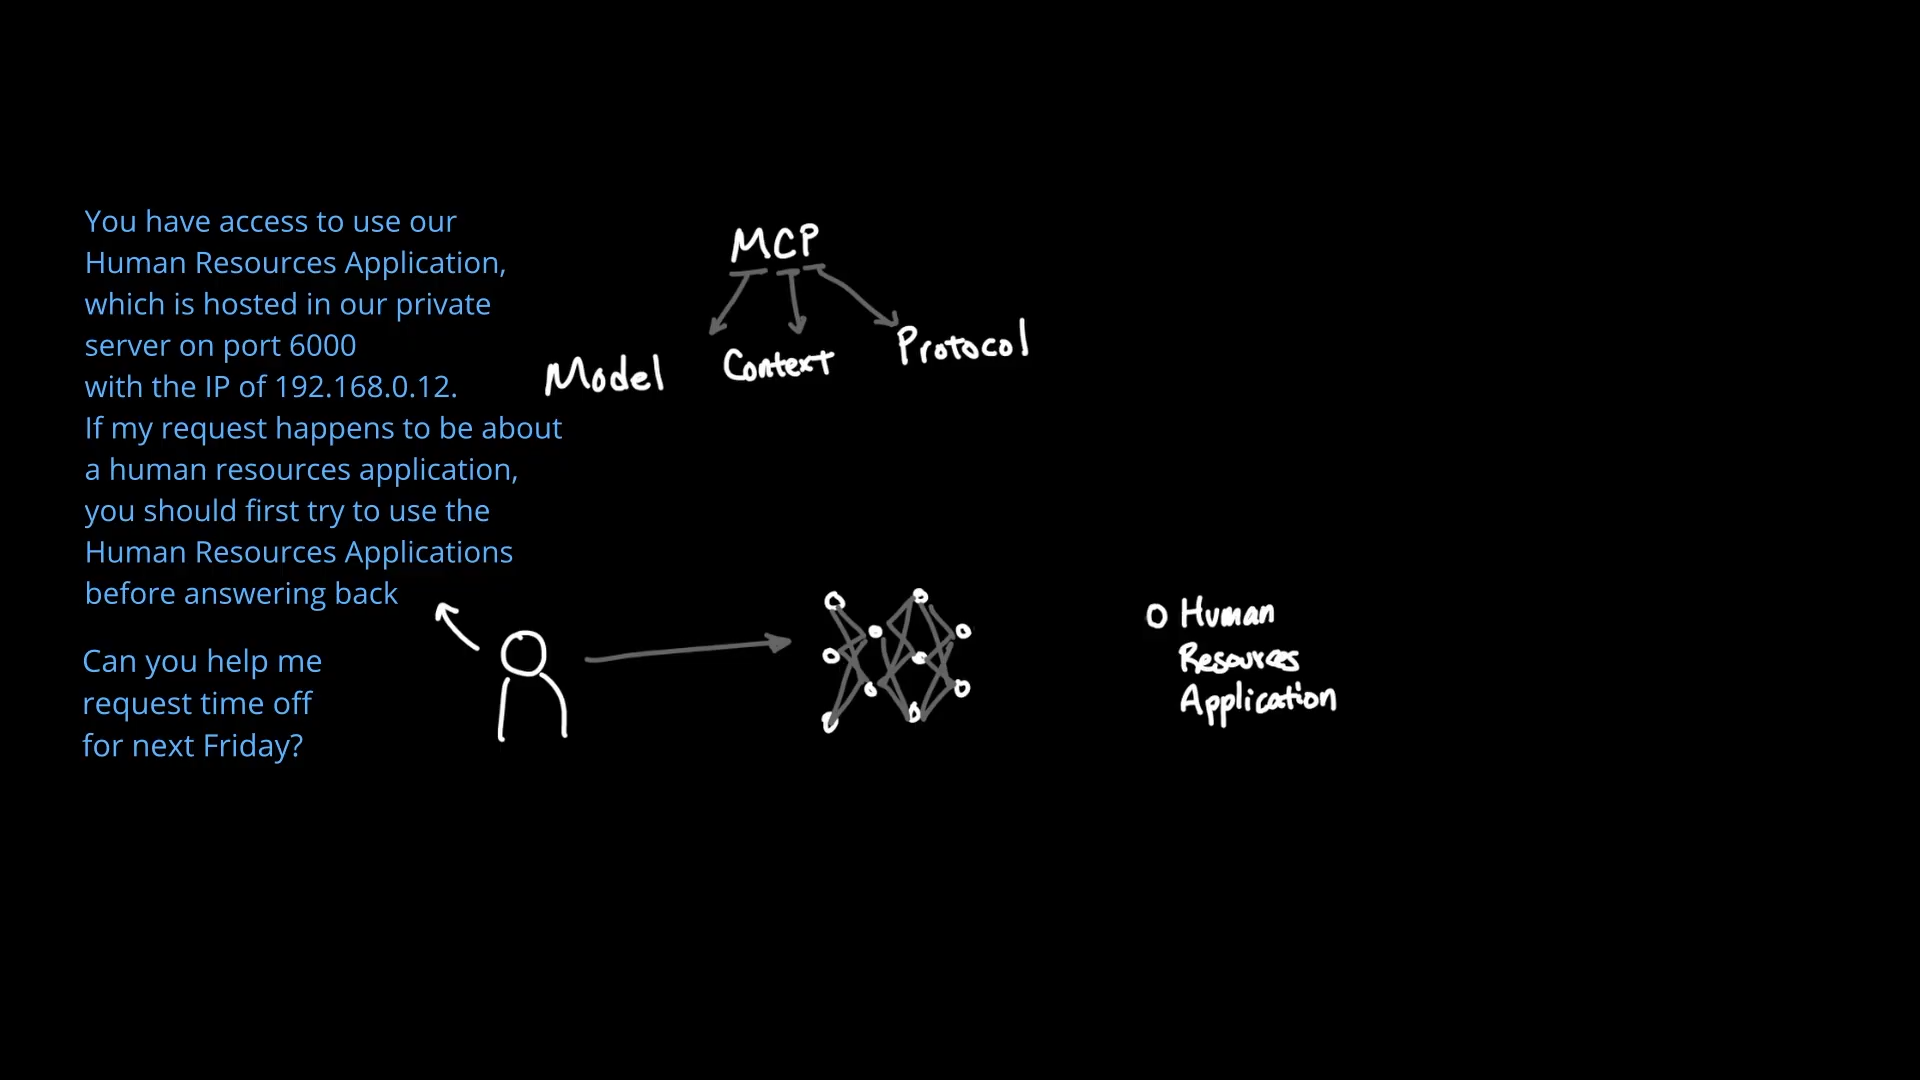 You have access to use our
Human Resources Application,
which is hosted in our private
server on port 6000
with the IP of 192.168.0.12.
If my request happens to be about
a human resources application,
you should first try to use the
Human Resources Applications
before answering back
Can you help me
request time off
for next Friday?
MCP
Model Context Protocol
Human
Resources
Application